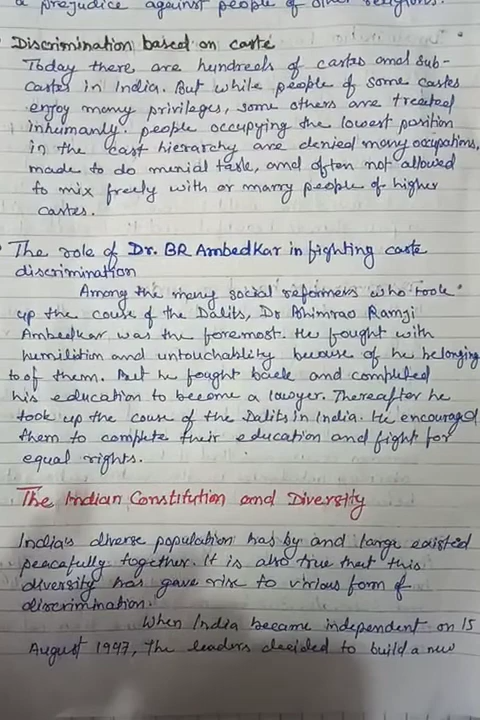 a prejudice against people of other religions.
Discrimination based on caste
Today there are hundreds of castes and sub-
castes in India. But while people of some castes
enjoy many privileges, some others are treated
inhumanly. people occupying the lowest position
in the cast hierarchy are denied many occupations,
made to do menial task, and often not allowed
to mix freely with or marry people of higher
castes.
The role of Dr. BR Ambedkar in fighting caste
discrimination
Among the many social reformers who took
up the couse of the Dalits, Dr Bhimrao Ramji
Ambedkar was the foremost. He fought with
humilition and untouchablity because of he belonging
to of them. But he fought back and completed
his education to become a lawyer. Thereafter he
took up the couse of the Dalits in India. He encouraged
them to complete their education and fight for
equal rights.
The Indian Constitution and Diversity
India's diverse population has by and large existed
peacafully together. It is also true that this
diversity has gave rise to virious form of
discrimination.
When India became independent on 15
August 1947, The leaders decided to build a new